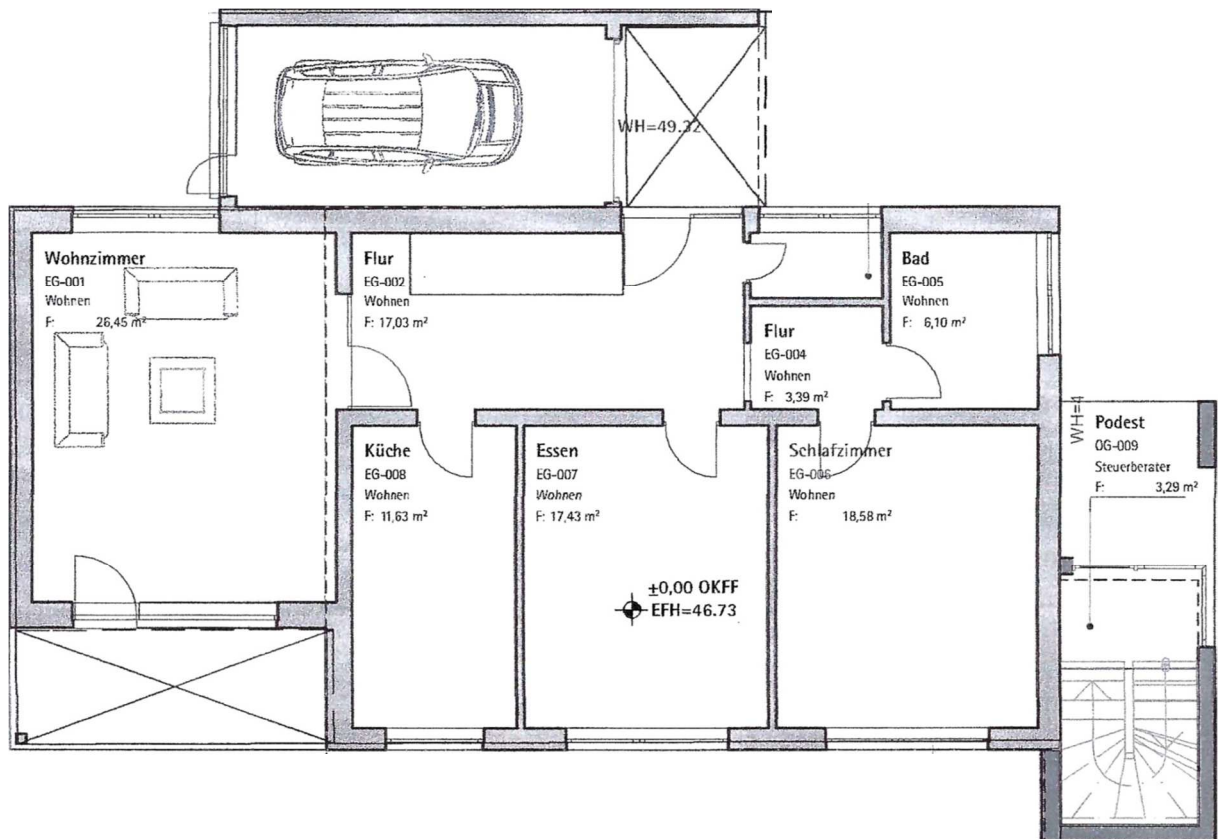 WH=49.32
Wohnzimmer
EG-001
Wohnen
F: 26,45 m²
Flur
EG-002
Wohnen
F: 17,03 m²
Bad
EG-005
Wohnen
F: 6,10 m²
Flur
EG-004
Wohnen
F: 3,39 m²
WH=4
Podest
OG-009
Steuerberater
F: 3,29 m²
Küche
EG-008
Wohnen
F: 11,63 m²
Essen
EG-007
Wohnen
F: 17,43 m²
Schlafzimmer
EG-006
Wohnen
F: 18,58 m²
±0,00 OKFF
EFH=46.73